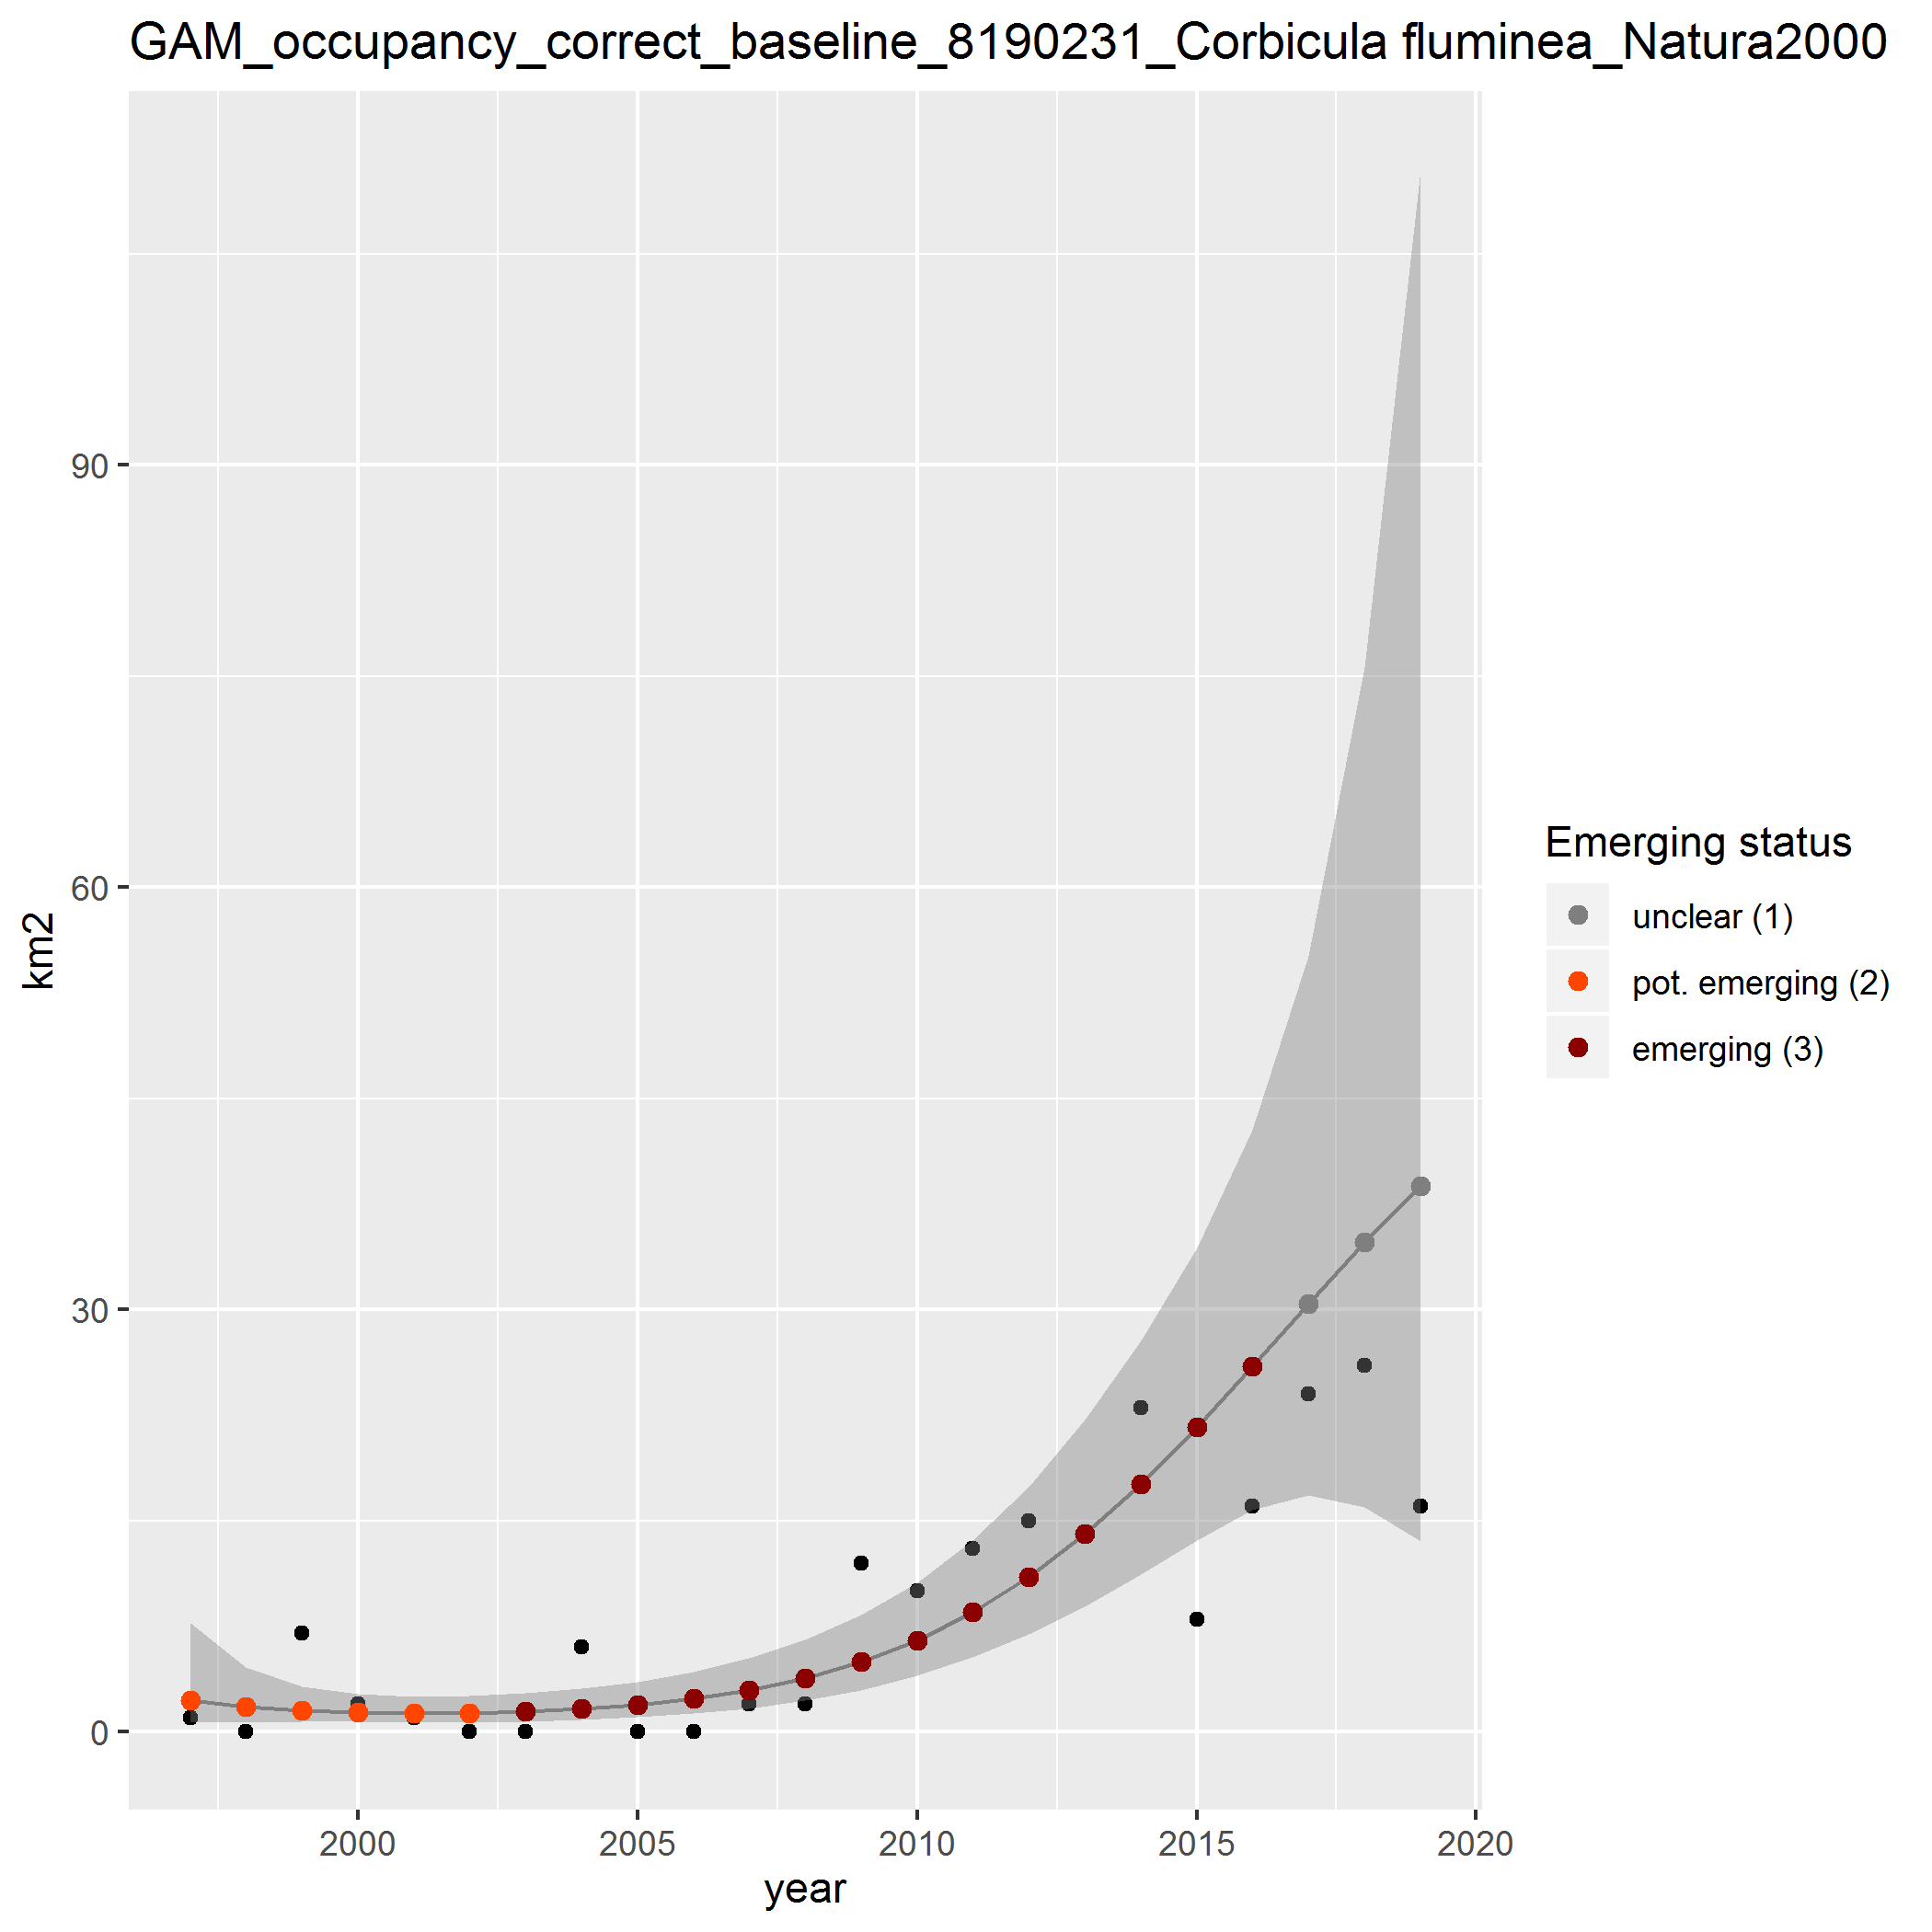 GAM_occupancy_correct_baseline_8190231_Corbicula fluminea_Natura2000
90
60
30
0
km2
2000 2005 2010 2015 2020
year
Emerging status
unclear (1)
pot. emerging (2)
emerging (3)